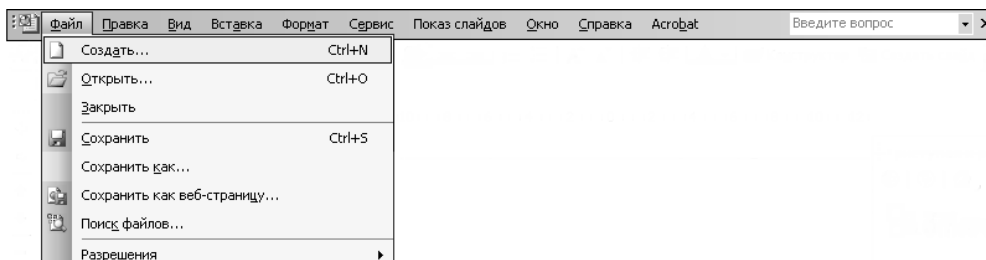 Файл Правка Вид Вставка Формат Сервис Показ слайдов Окно Справка Acrobat Введите вопрос
Создать... Ctrl+N
Открыть... Ctrl+O
Закрыть
Сохранить Ctrl+S
Сохранить как...
Сохранить как веб-страницу...
Поиск файлов...
Разрешения